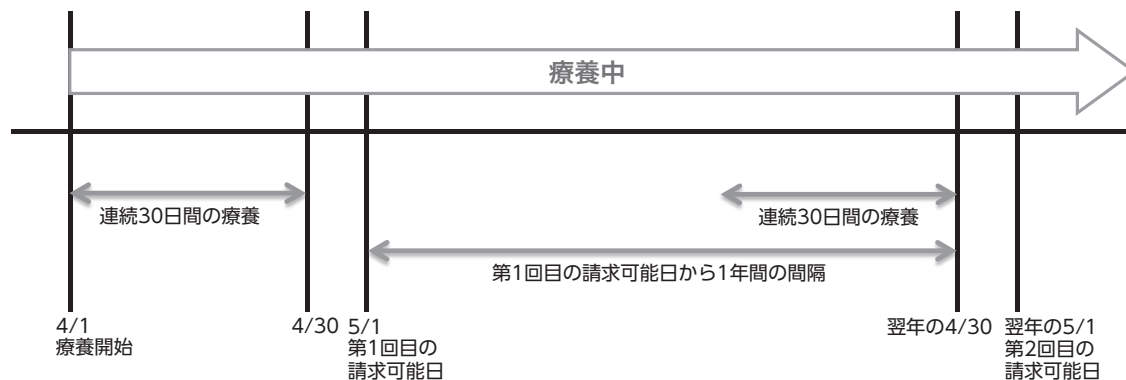 療養中
連続30日間の療養
連続30日間の療養
第1回目の請求可能日から1年間の間隔
4/1
療養開始
4/30
5/1
第1回目の
請求可能日
翌年の4/30
翌年の5/1
第2回目の
請求可能日